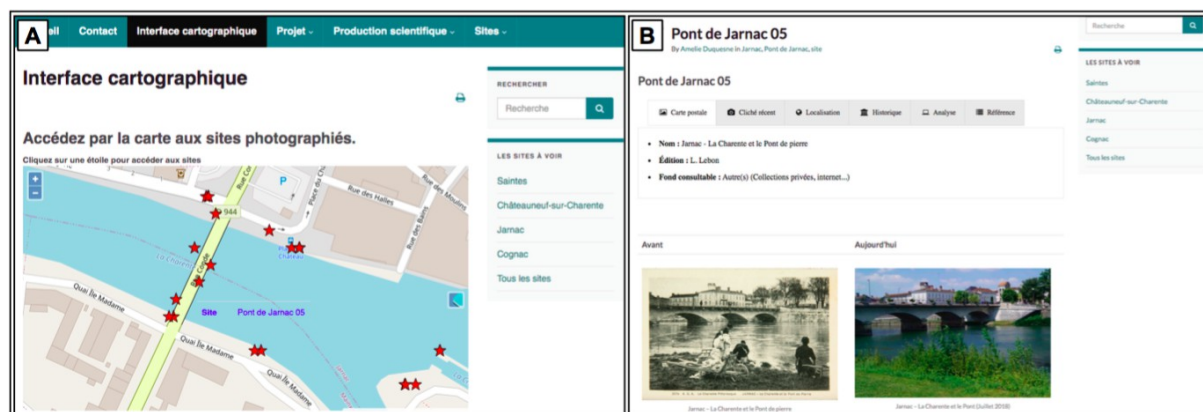 A
eil Contact Interface cartographique Projet Production scientifique Sites
Interface cartographique
Accédez par la carte aux sites photographiés.
Cliquez sur une étoile pour accéder aux sites
+
−
P
944
Rue des Halles
Rue des Moulins
Rue des Bains
Place du
Château
Quai Île Madame
Quai Île Madame
Site Pont de Jarnac 05
RECHERCHER
Recherche
LES SITES À VOIR
Saintes
Châteauneuf-sur-Charente
Jarnac
Cognac
Tous les sites
B
Pont de Jarnac 05
By Amelie Duquesne in Jarnac, Pont de Jarnac, site
Pont de Jarnac 05
Carte postale Cliché récent Localisation Historique Analyse Référence
• Nom : Jarnac - La Charente et le Pont de pierre
• Édition : L. Lebon
• Fond consultable : Autre(s) (Collections privées, internet...)
Avant Aujourd'hui
Jarnac - La Charente et le Pont de pierre
Jarnac - La Charente et le Pont (Juillet 2018)
Recherche
LES SITES À VOIR
Saintes
Châteauneuf-sur-Charente
Jarnac
Cognac
Tous les sites